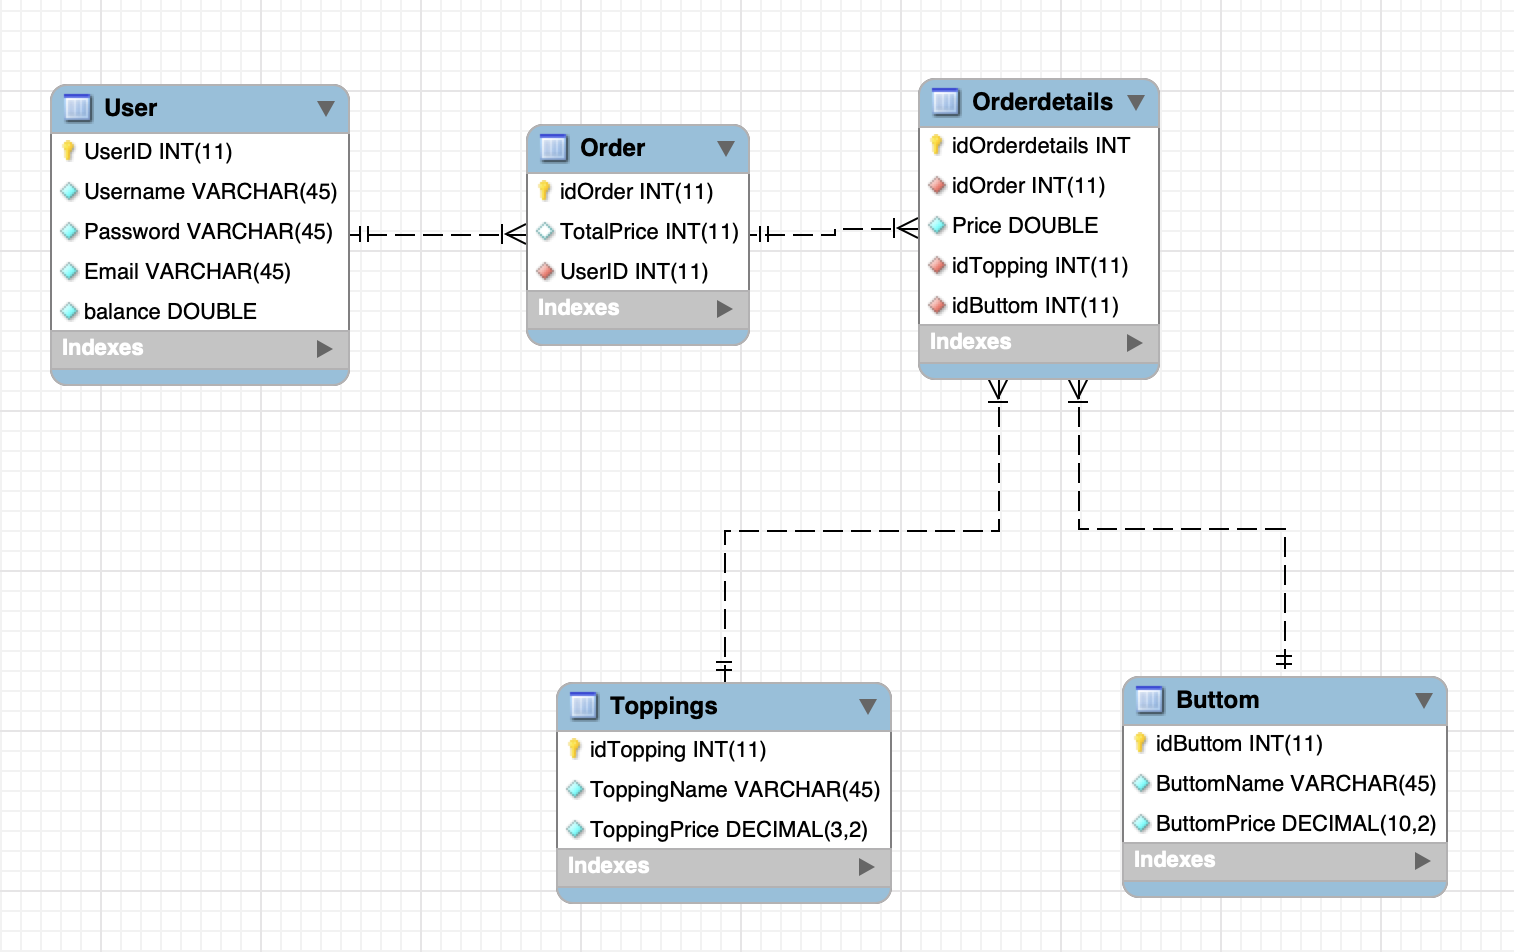 User
UserID INT(11)
Username VARCHAR(45)
Password VARCHAR(45)
Email VARCHAR(45)
balance DOUBLE
Indexes
Order
idOrder INT(11)
TotalPrice INT(11)
UserID INT(11)
Indexes
Orderdetails
idOrderdetails INT
idOrder INT(11)
Price DOUBLE
idTopping INT(11)
idButtom INT(11)
Indexes
Toppings
idTopping INT(11)
ToppingName VARCHAR(45)
ToppingPrice DECIMAL(3,2)
Indexes
Buttom
idButtom INT(11)
ButtomName VARCHAR(45)
ButtomPrice DECIMAL(10,2)
Indexes